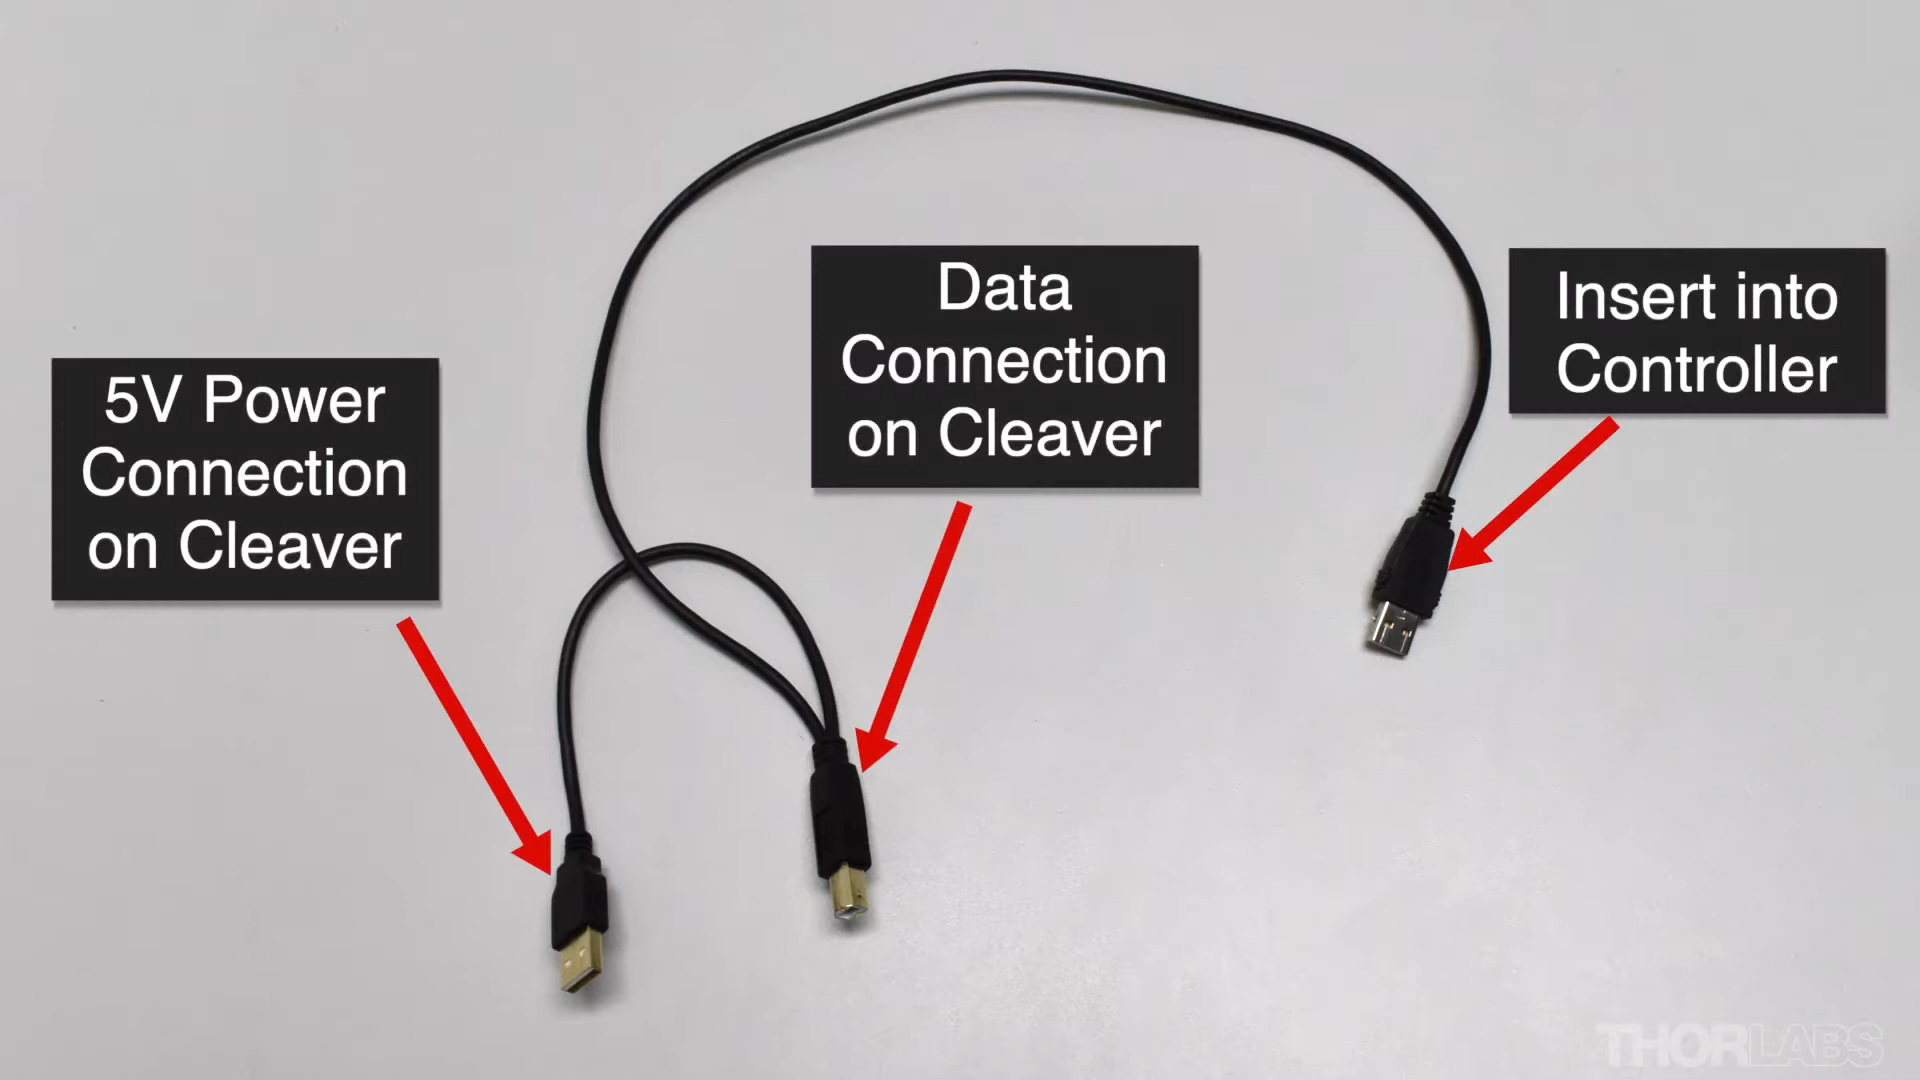 5V Power
Connection
on Cleaver
Data
Connection
on Cleaver
Insert into
Controller
THORLABS